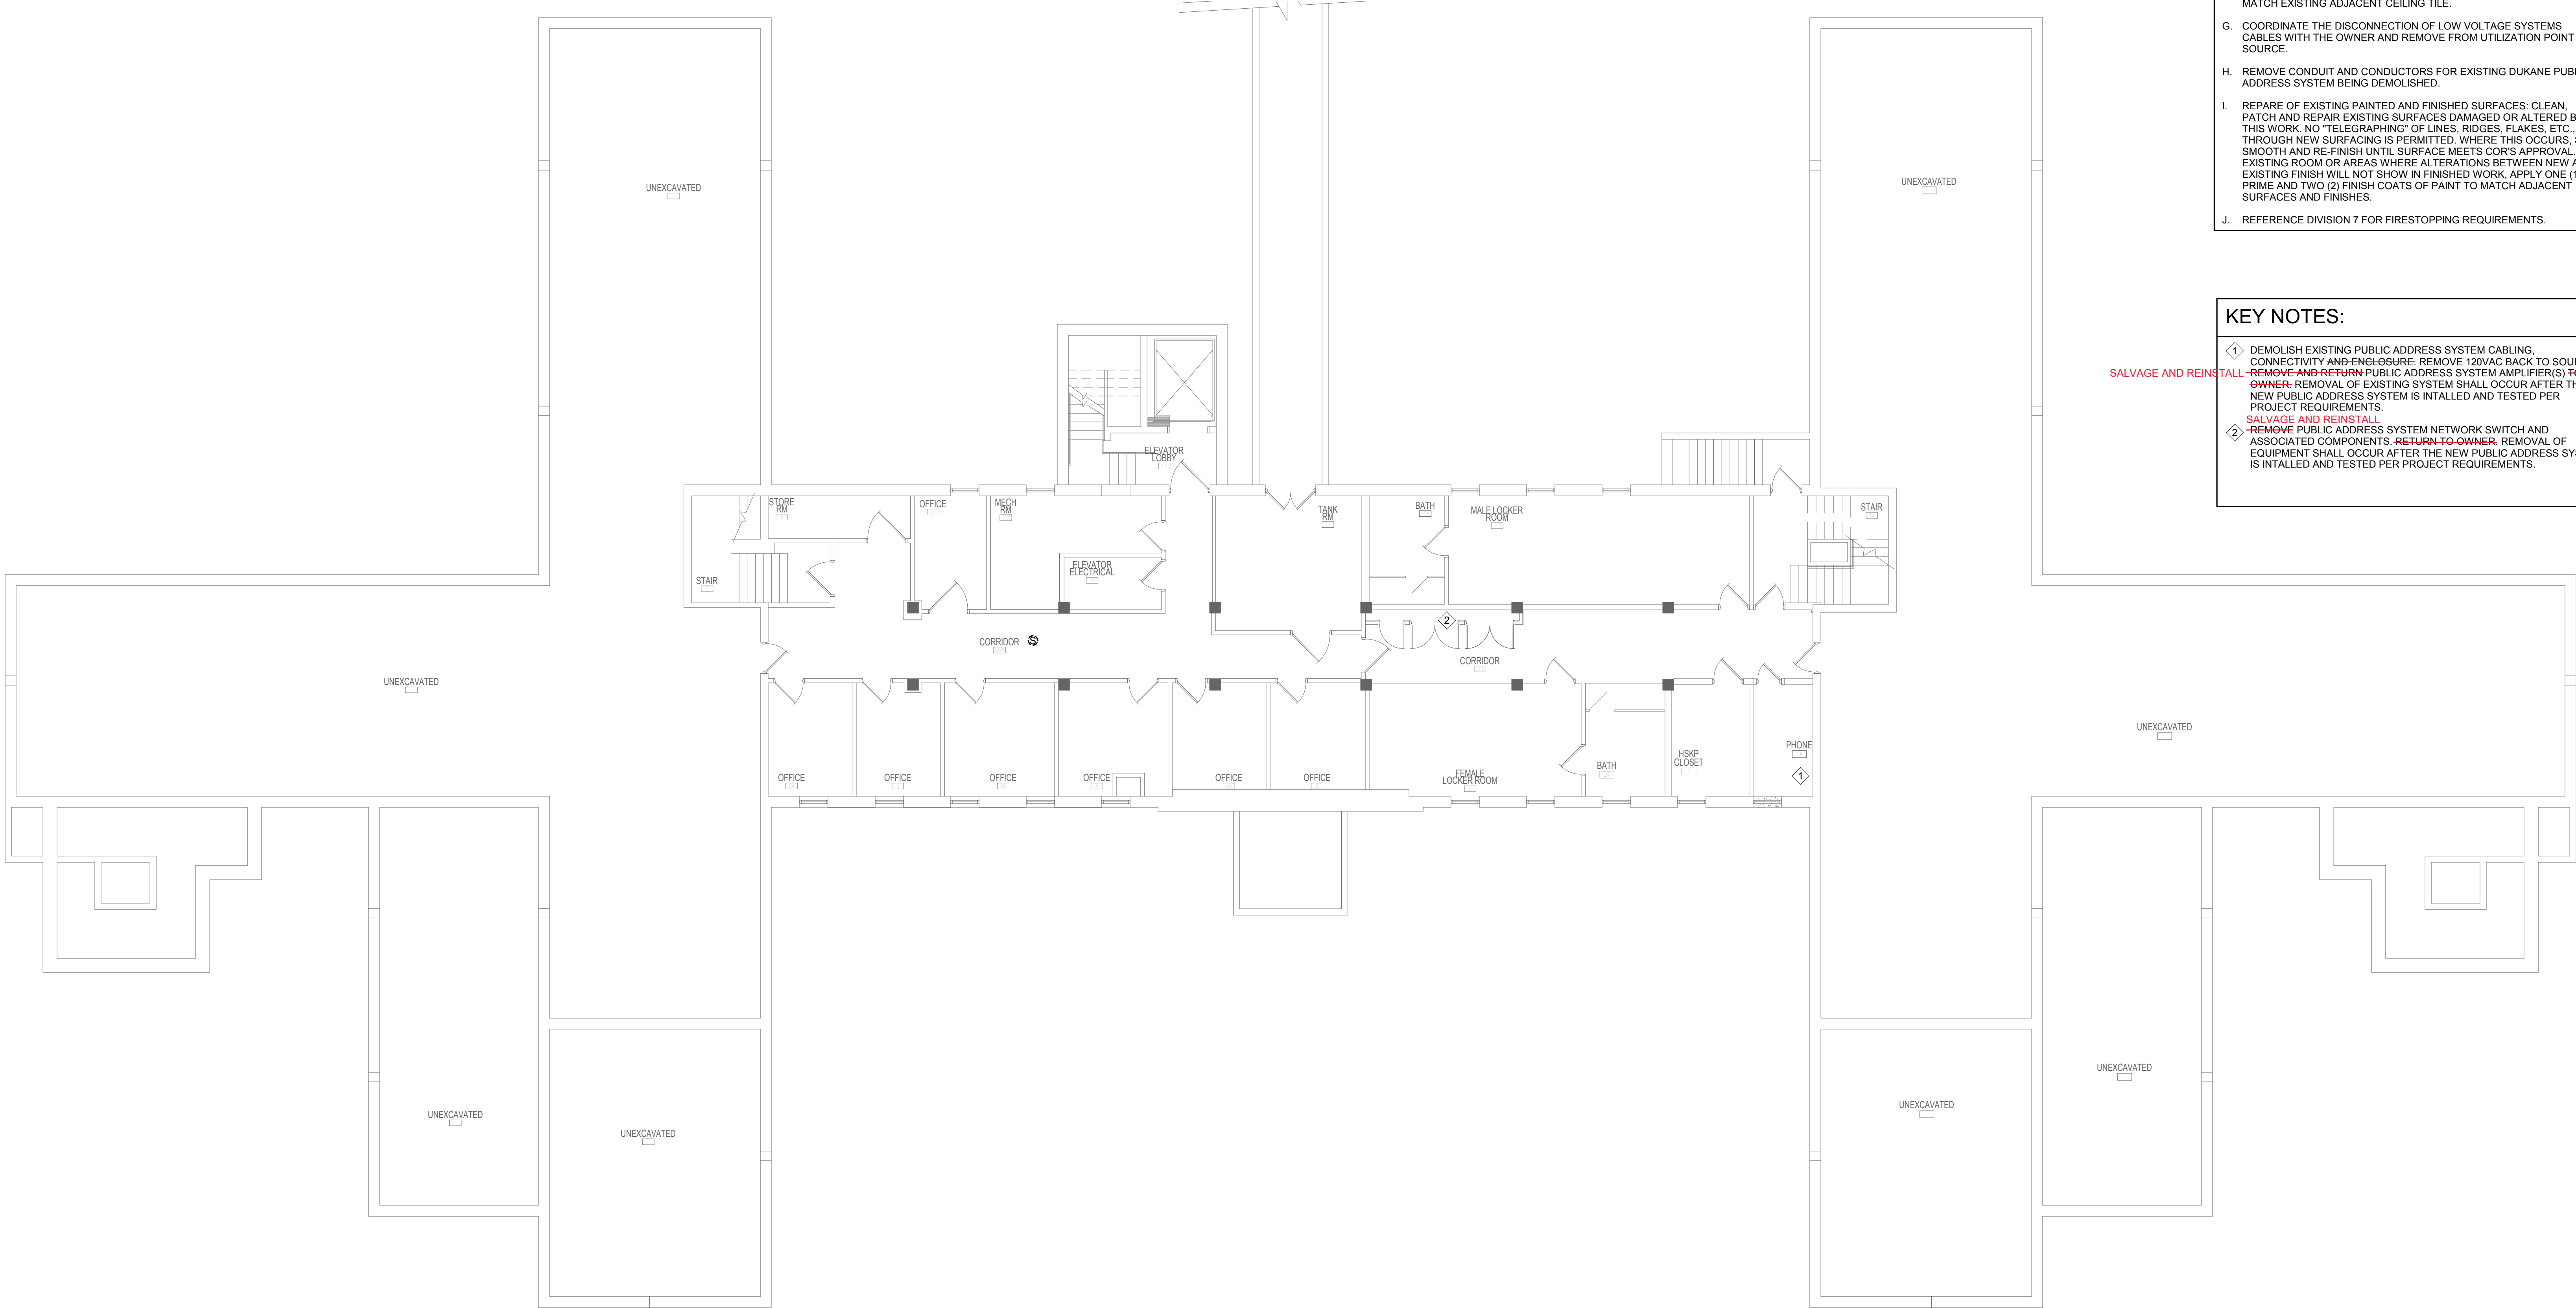 MATCH EXISTING ADJACENT CEILING TILE.
G. COORDINATE THE DISCONNECTION OF LOW VOLTAGE SYSTEMS
CABLES WITH THE OWNER AND REMOVE FROM UTILIZATION POINT
SOURCE.
H. REMOVE CONDUIT AND CONDUCTORS FOR EXISTING DUKANE
ADDRESS SYSTEM BEING DEMOLISHED.
I. REPARE OF EXISTING PAINTED AND FINISHED SURFACES: CLEAN,
PATCH AND REPAIR EXISTING SURFACES DAMAGED OR ALTERED
THIS WORK. NO "TELEGRAPHING" OF LINES, RIDGES, FLAKES, ETC.,
THROUGH NEW SURFACING IS PERMITTED. WHERE THIS OCCURS,
SMOOTH AND RE-FINISH UNTIL SURFACE MEETS COR'S APPROVAL.
EXISTING ROOM OR AREAS WHERE ALTERATIONS BETWEEN NEW
EXISTING FINISH WILL NOT SHOW IN FINISHED WORK, APPLY ONE
PRIME AND TWO (2) FINISH COATS OF PAINT TO MATCH ADJACENT
SURFACES AND FINISHES.
J. REFERENCE DIVISION 7 FOR FIRESTOPPING REQUIREMENTS.
KEY NOTES:
1 DEMOLISH EXISTING PUBLIC ADDRESS SYSTEM CABLING,
CONNECTIVITY AND ENCLOSURE. REMOVE 120VAC BACK TO
SALVAGE AND REINSTALL REMOVE AND RETURN PUBLIC ADDRESS SYSTEM AMPLIFIER(S)
OWNER. REMOVAL OF EXISTING SYSTEM SHALL OCCUR AFTER
NEW PUBLIC ADDRESS SYSTEM IS INTALLED AND TESTED PER
PROJECT REQUIREMENTS.
SALVAGE AND REINSTALL
2 REMOVE PUBLIC ADDRESS SYSTEM NETWORK SWITCH AND
ASSOCIATED COMPONENTS. RETURN TO OWNER. REMOVAL OF
EQUIPMENT SHALL OCCUR AFTER THE NEW PUBLIC ADDRESS
IS INTALLED AND TESTED PER PROJECT REQUIREMENTS.
UNEXCAVATED
UNEXCAVATED
ELEVATOR
LOBBY
STORE
RM
OFFICE
MECH
RM
TANK
RM
BATH
MALE LOCKER
ROOM
STAIR
ELEVATOR
ELECTRICAL
STAIR
2
CORRIDOR
S
CORRIDOR
UNEXCAVATED
UNEXCAVATED
PHONE
HSKP
CLOSET
BATH
FEMALE
LOCKER ROOM
1
OFFICE
OFFICE
OFFICE
OFFICE
OFFICE
OFFICE
UNEXCAVATED
UNEXCAVATED
UNEXCAVATED
UNEXCAVATED